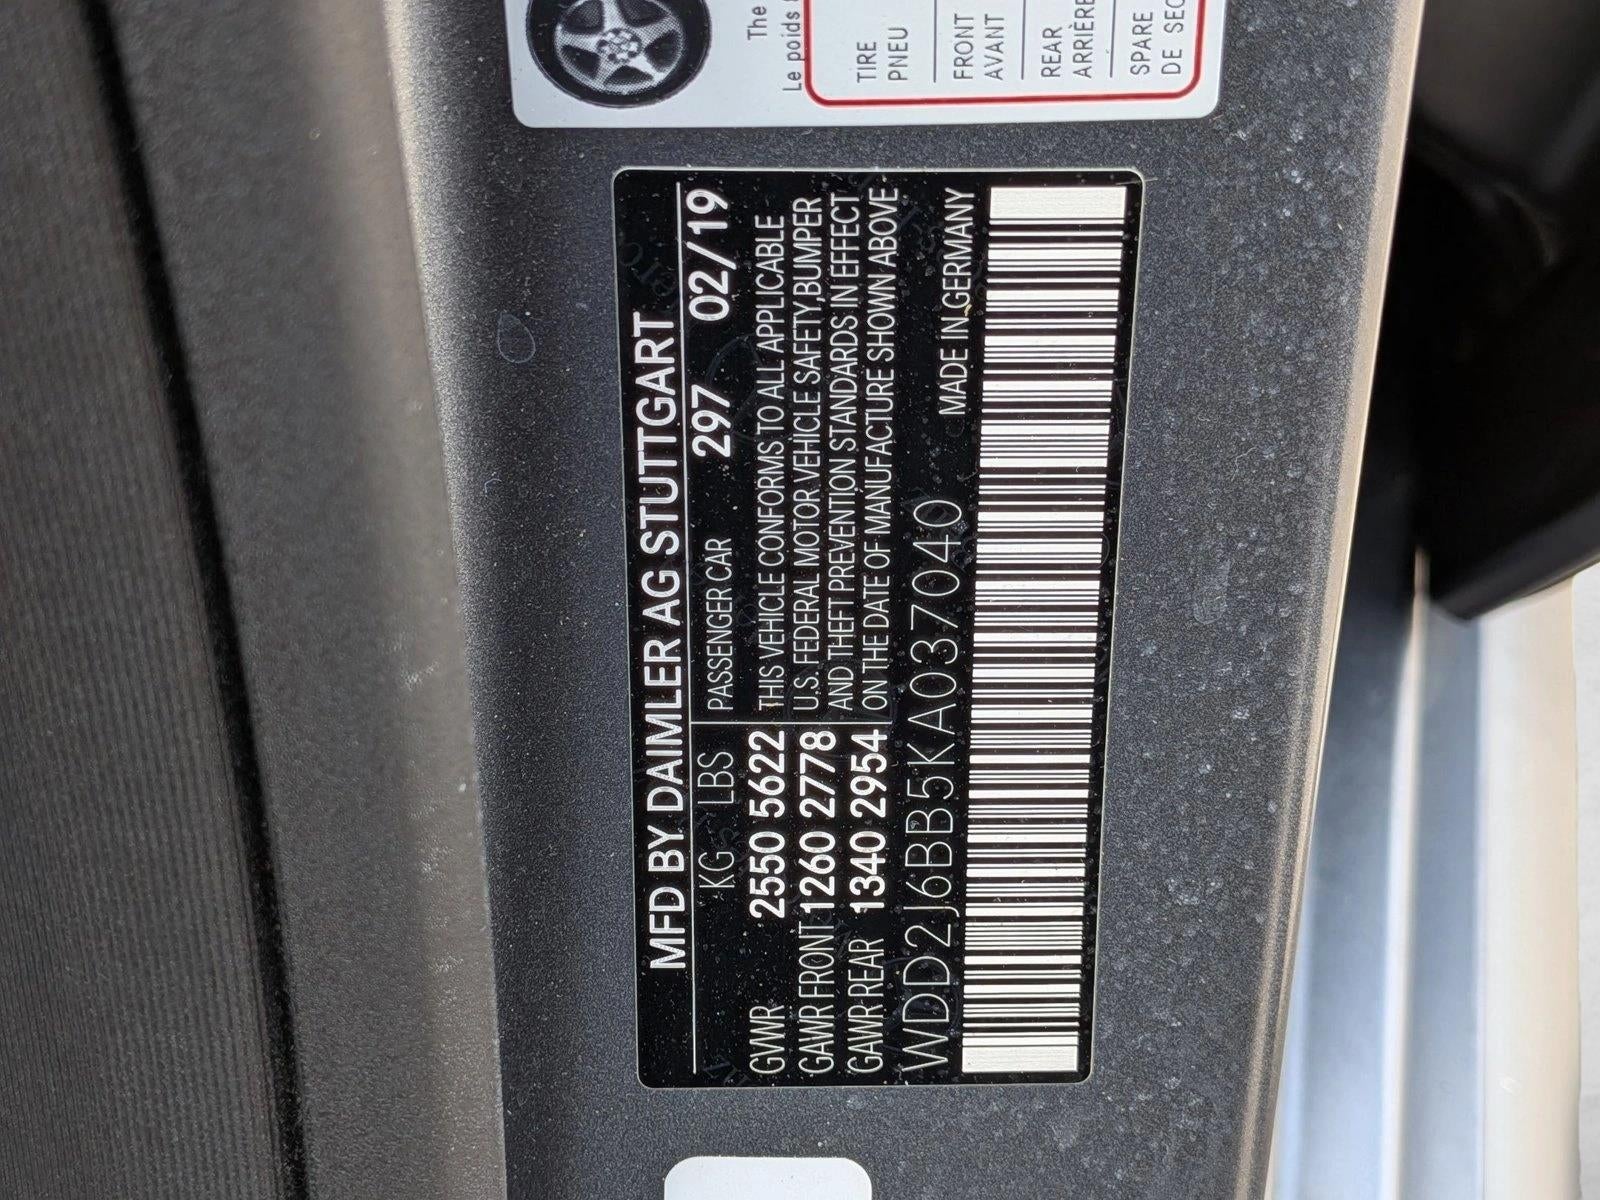 The
Le poids
TIRE
PNEU
FRONT
AVANT
REAR
ARRIÈRE
SPARE
DE SEC
MFD BY DAIMLER AG STUTTGART
KG LBS
PASSENGER CAR 297 02/19
GVWR 2550 5622
GAWR FRONT 1260 2778
GAWR REAR 1340 2954
THIS VEHICLE CONFORMS TO ALL APPLICABLE
U.S. FEDERAL MOTOR VEHICLE SAFETY,BUMPER
AND THEFT PREVENTION STANDARDS IN EFFECT
ON THE DATE OF MANUFACTURE SHOWN ABOVE
WDD2J6BB5KA037040 MADE IN GERMANY